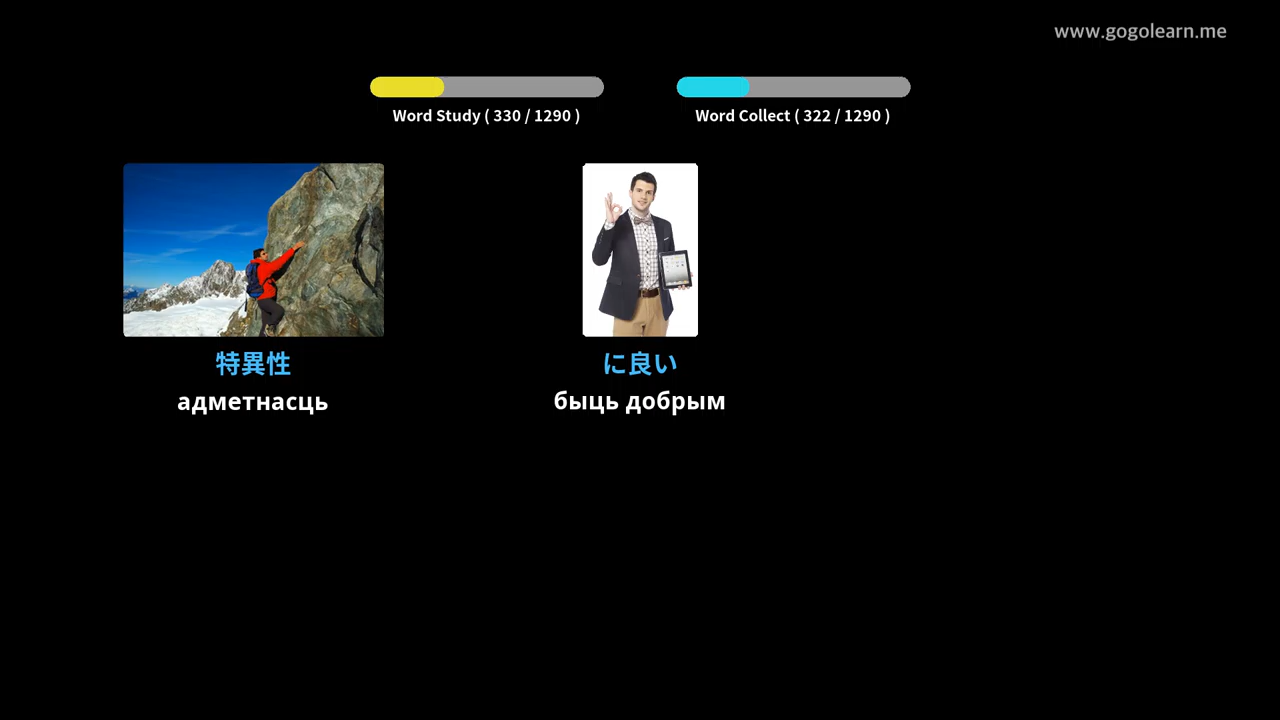 www.gogolearn.me
Word Study ( 330 / 1290 )
Word Collect ( 322 / 1290 )
特異性
адметнасць
に良い
быць добрым